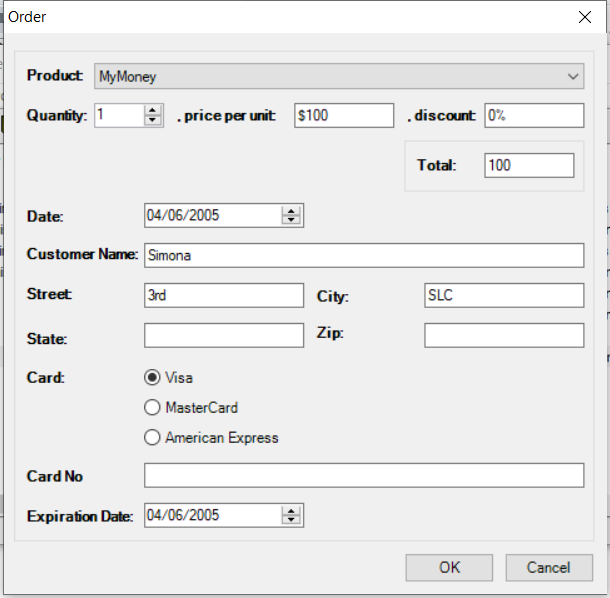 Order
Product: MyMoney
Quantity: 1 , price per unit: $100 , discount: 0%
Total: 100
Date: 04/06/2005
Customer Name: Simona
Street: 3rd City: SLC
State: Zip:
Card: Visa
MasterCard
American Express
Card No
Expiration Date: 04/06/2005
OK Cancel